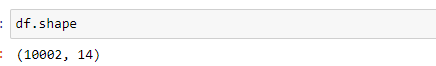 : df.shape
: (10002, 14)